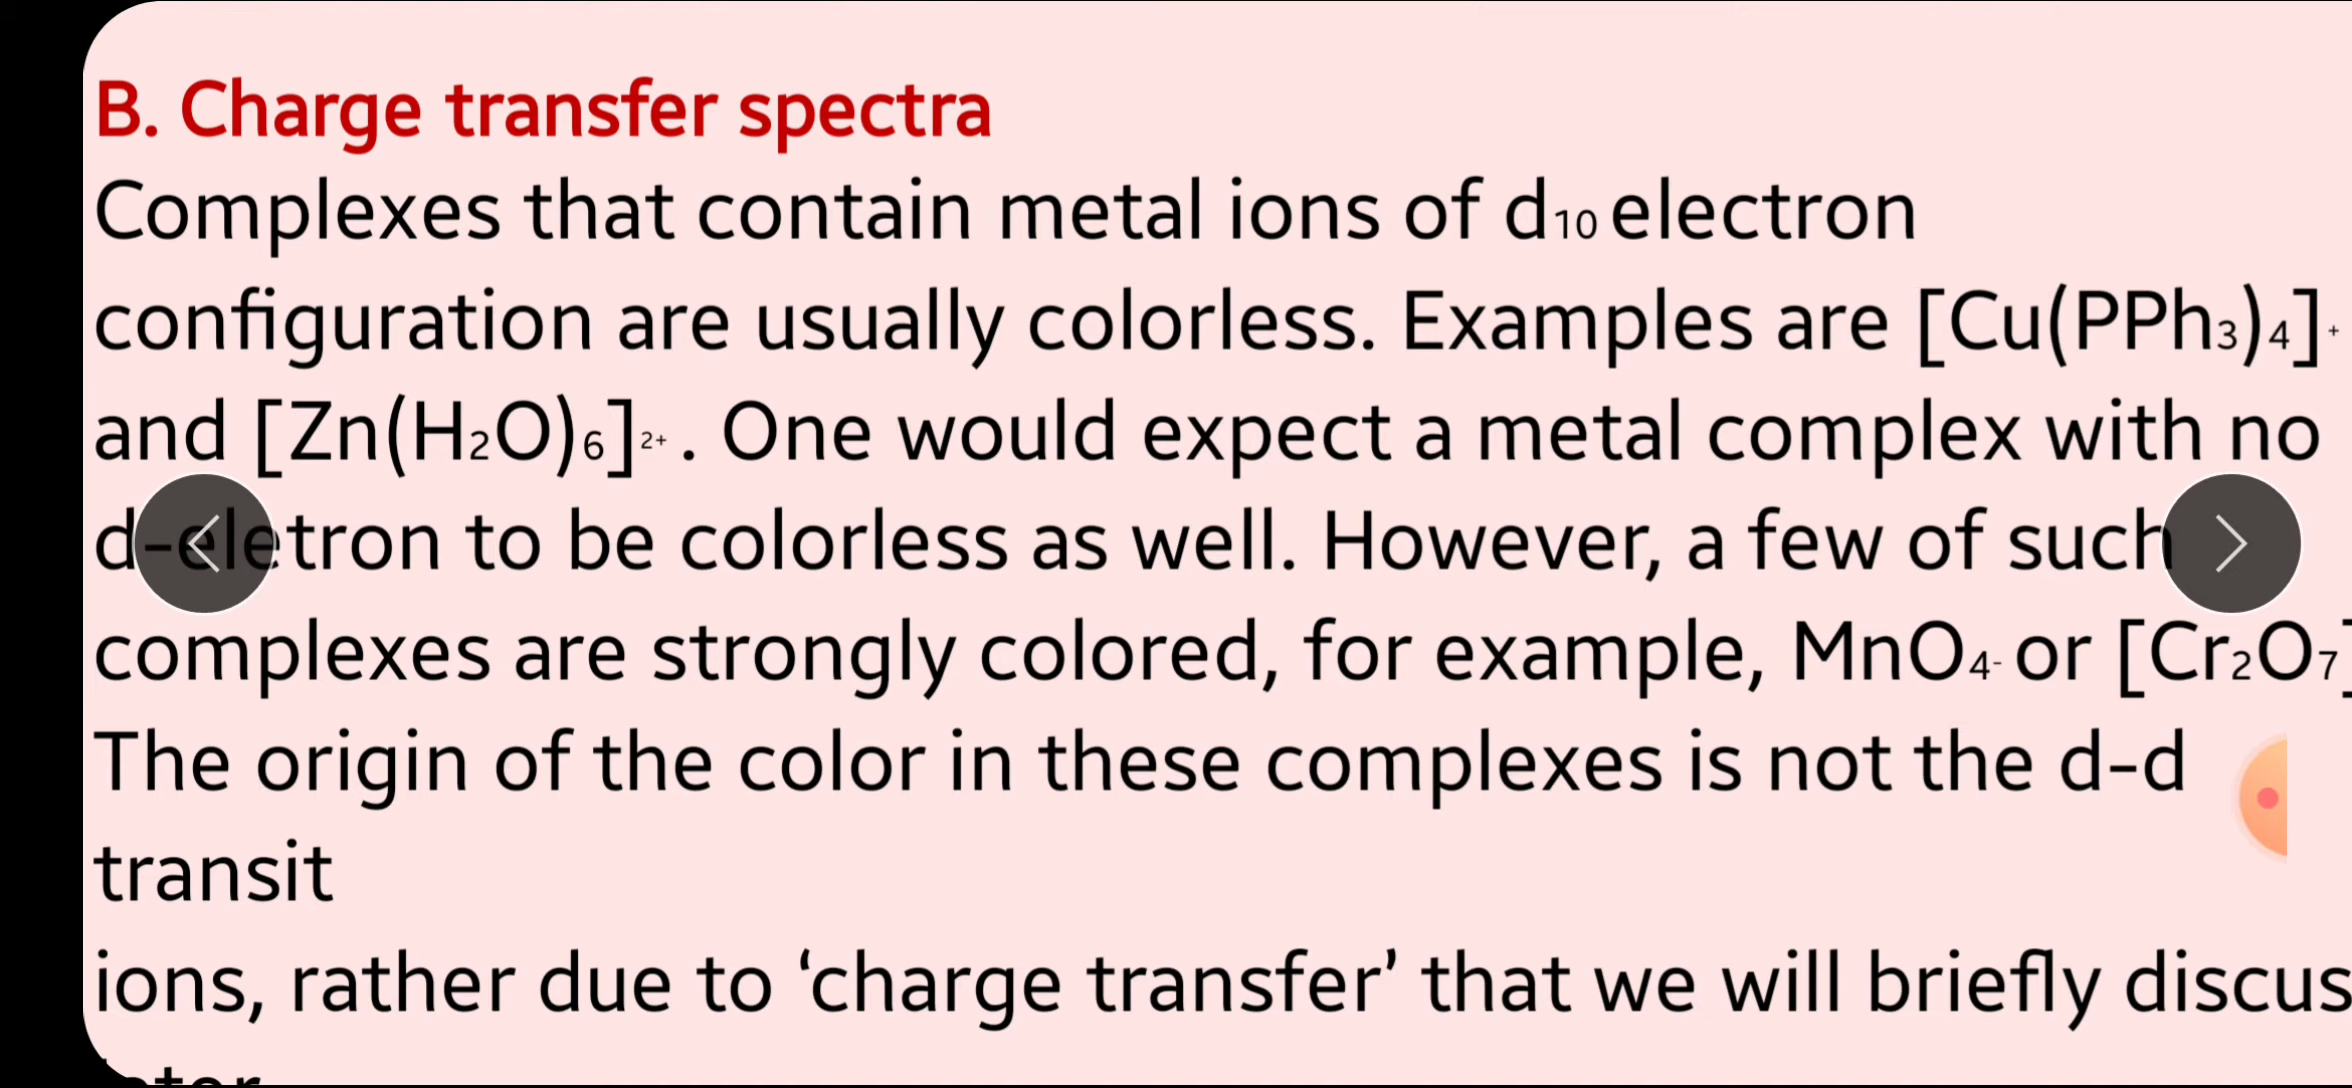 B. Charge transfer spectra
Complexes that contain metal ions of d10 electron
configuration are usually colorless. Examples are [Cu(PPh3)4]+
and [Zn(H2O)6]2+. One would expect a metal complex with no
d-eletron to be colorless as well. However, a few of such
complexes are strongly colored, for example, MnO4- or [Cr2O7]
The origin of the color in these complexes is not the d-d
transit
ions, rather due to ‘charge transfer’ that we will briefly discus